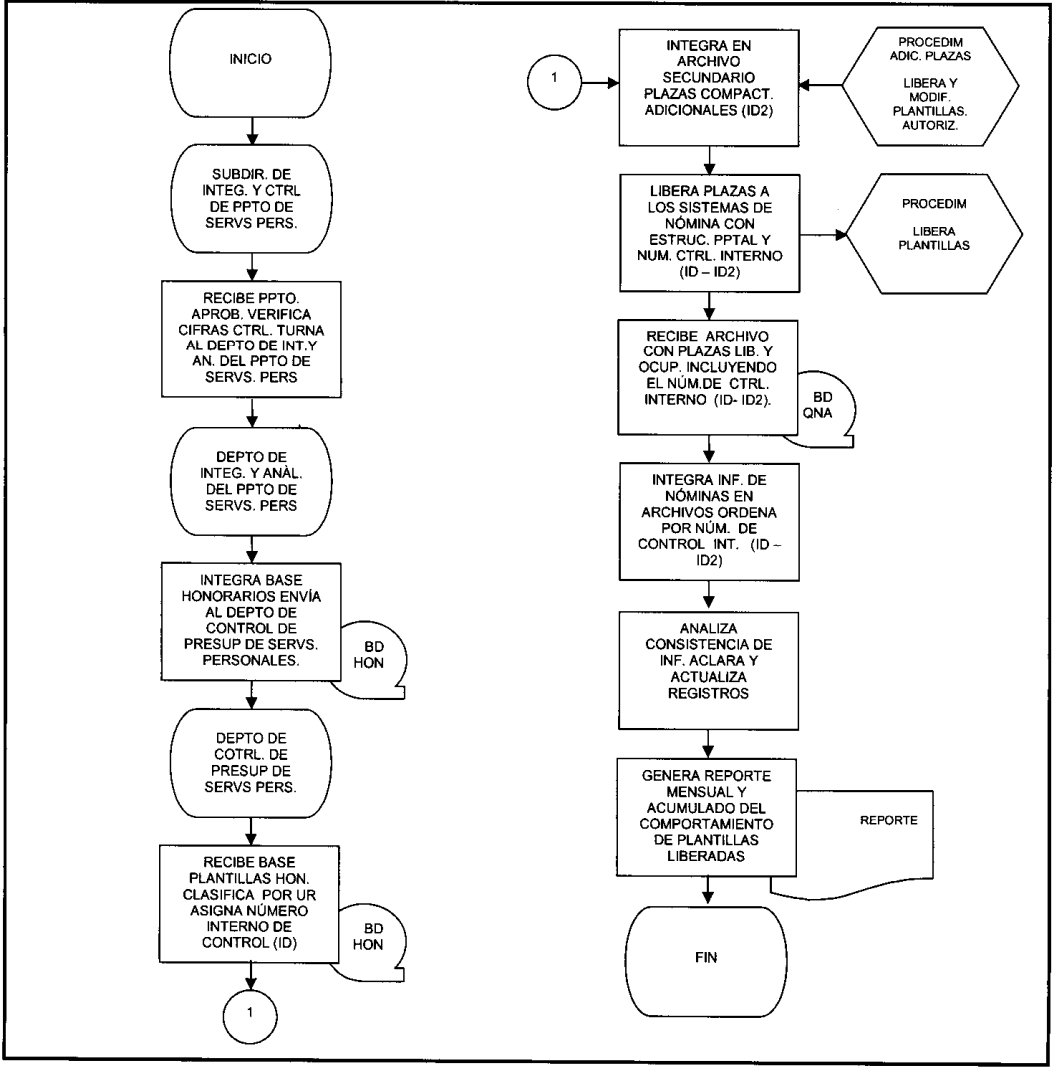 INICIO
SUBDIR. DE
INTEG. Y CTRL
DE PPTO DE
SERVS PERS.
RECIBE PPTO.
APROB. VERIFICA
CIFRAS CTRL. TURNA
AL DEPTO DE INT.Y
AN. DEL PPTO DE
SERVS. PERS
DEPTO DE
INTEG. Y ANÀL.
DEL PPTO DE
SERVS. PERS
INTEGRA BASE
HONORARIOS ENVÍA
AL DEPTO DE
CONTROL DE
PRESUP DE SERVS.
PERSONALES.
BD
HON
DEPTO DE
COTRL. DE
PRESUP DE
SERVS PERS.
RECIBE BASE
PLANTILLAS HON.
CLASIFICA POR UR
ASIGNA NÚMERO
INTERNO DE
CONTROL (ID)
BD
HON
1
1
INTEGRA EN
ARCHIVO
SECUNDARIO
PLAZAS COMPACT.
ADICIONALES (ID2)
PROCEDIM
ADIC. PLAZAS
LIBERA Y
MODIF.
PLANTILLAS.
AUTORIZ.
LIBERA PLAZAS A
LOS SISTEMAS DE
NÓMINA CON
ESTRUC. PPTAL Y
NUM. CTRL. INTERNO
(ID – ID2)
PROCEDIM
LIBERA
PLANTILLAS
RECIBE ARCHIVO
CON PLAZAS LIB. Y
OCUP. INCLUYENDO
EL NÚM.DE CTRL.
INTERNO (ID- ID2).
BD
QNA
INTEGRA INF. DE
NÓMINAS EN
ARCHIVOS ORDENA
POR NÚM. DE
CONTROL INT. (ID –
ID2)
ANALIZA
CONSISTENCIA DE
INF. ACLARA Y
ACTUALIZA
REGISTROS
GENERA REPORTE
MENSUAL Y
ACUMULADO DEL
COMPORTAMIENTO
DE PLANTILLAS
LIBERADAS
REPORTE
FIN